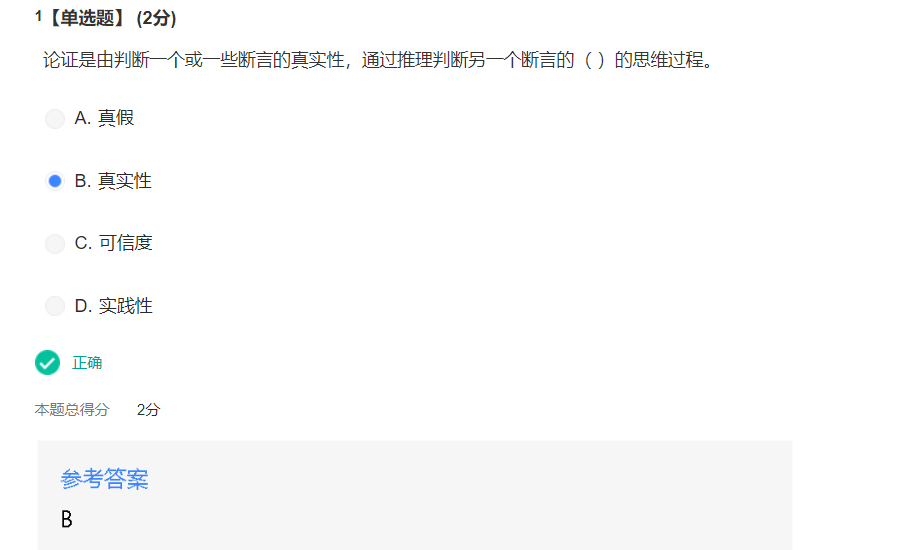 1【单选题】 (2分)
论证是由判断一个或一些断言的真实性，通过推理判断另一个断言的（ ）的思维过程。
A. 真假
B. 真实性
C. 可信度
D. 实践性
正确
本题总得分 2分
参考答案
B